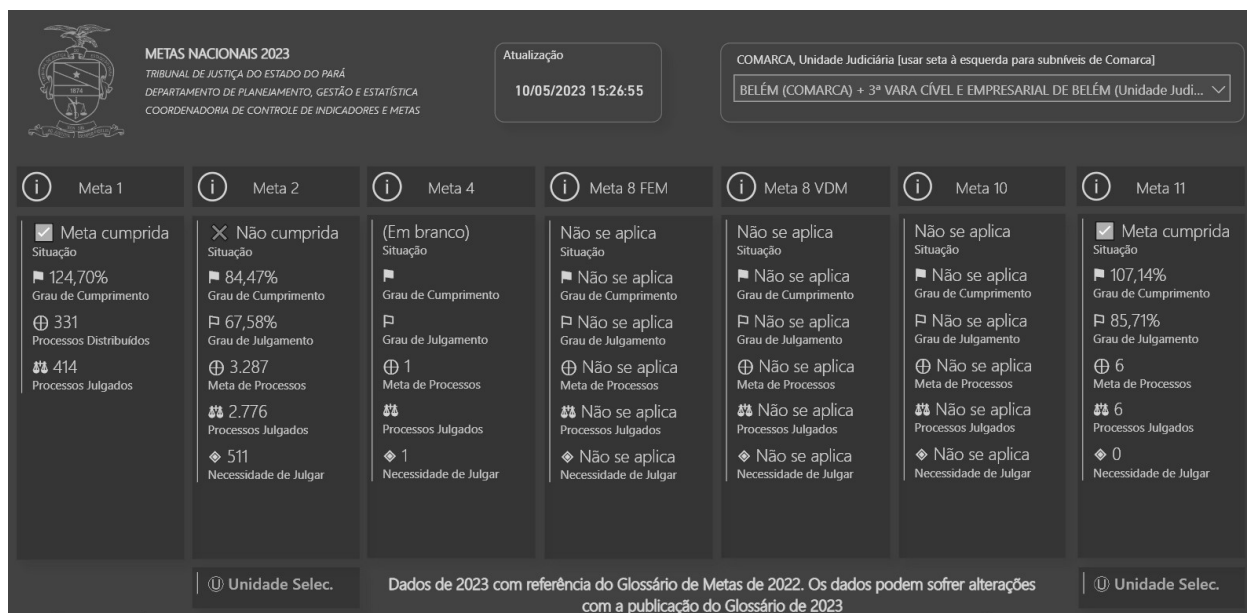 METAS NACIONAIS 2023
TRIBUNAL DE JUSTIÇA DO ESTADO DO PARÁ
DEPARTAMENTO DE PLANEJAMENTO, GESTÃO E ESTATÍSTICA
COORDENADORIA DE CONTROLE DE INDICADORES E METAS
1874
Atualização
10/05/2023 15:26:55
COMARCA, Unidade Judiciária [usar seta à esquerda para subníveis de Comarca]
BELÉM (COMARCA) + 3ª VARA CÍVEL E EMPRESARIAL DE BELÉM (Unidade Judi...
Meta 1
Meta cumprida
Situação
124,70%
Grau de Cumprimento
331
Processos Distribuídos
414
Processos Julgados
Meta 2
Não cumprida
Situação
84,47%
Grau de Cumprimento
67,58%
Grau de Julgamento
3.287
Meta de Processos
2.776
Processos Julgados
511
Necessidade de Julgar
Unidade Selec.
Meta 4
(Em branco)
Situação
Grau de Cumprimento
Grau de Julgamento
1
Meta de Processos
Processos Julgados
1
Necessidade de Julgar
Meta 8 FEM
Não se aplica
Situação
Não se aplica
Grau de Cumprimento
Não se aplica
Grau de Julgamento
Não se aplica
Meta de Processos
Não se aplica
Processos Julgados
Não se aplica
Necessidade de Julgar
Meta 8 VDM
Não se aplica
Situação
Não se aplica
Grau de Cumprimento
Não se aplica
Grau de Julgamento
Não se aplica
Meta de Processos
Não se aplica
Processos Julgados
Não se aplica
Necessidade de Julgar
Meta 10
Não se aplica
Situação
Não se aplica
Grau de Cumprimento
Não se aplica
Grau de Julgamento
Não se aplica
Meta de Processos
Não se aplica
Processos Julgados
Não se aplica
Necessidade de Julgar
Meta 11
Meta cumprida
Situação
107,14%
Grau de Cumprimento
85,71%
Grau de Julgamento
6
Meta de Processos
6
Processos Julgados
0
Necessidade de Julgar
Unidade Selec.
Dados de 2023 com referência do Glossário de Metas de 2022. Os dados podem sofrer alterações
com a publicação do Glossário de 2023